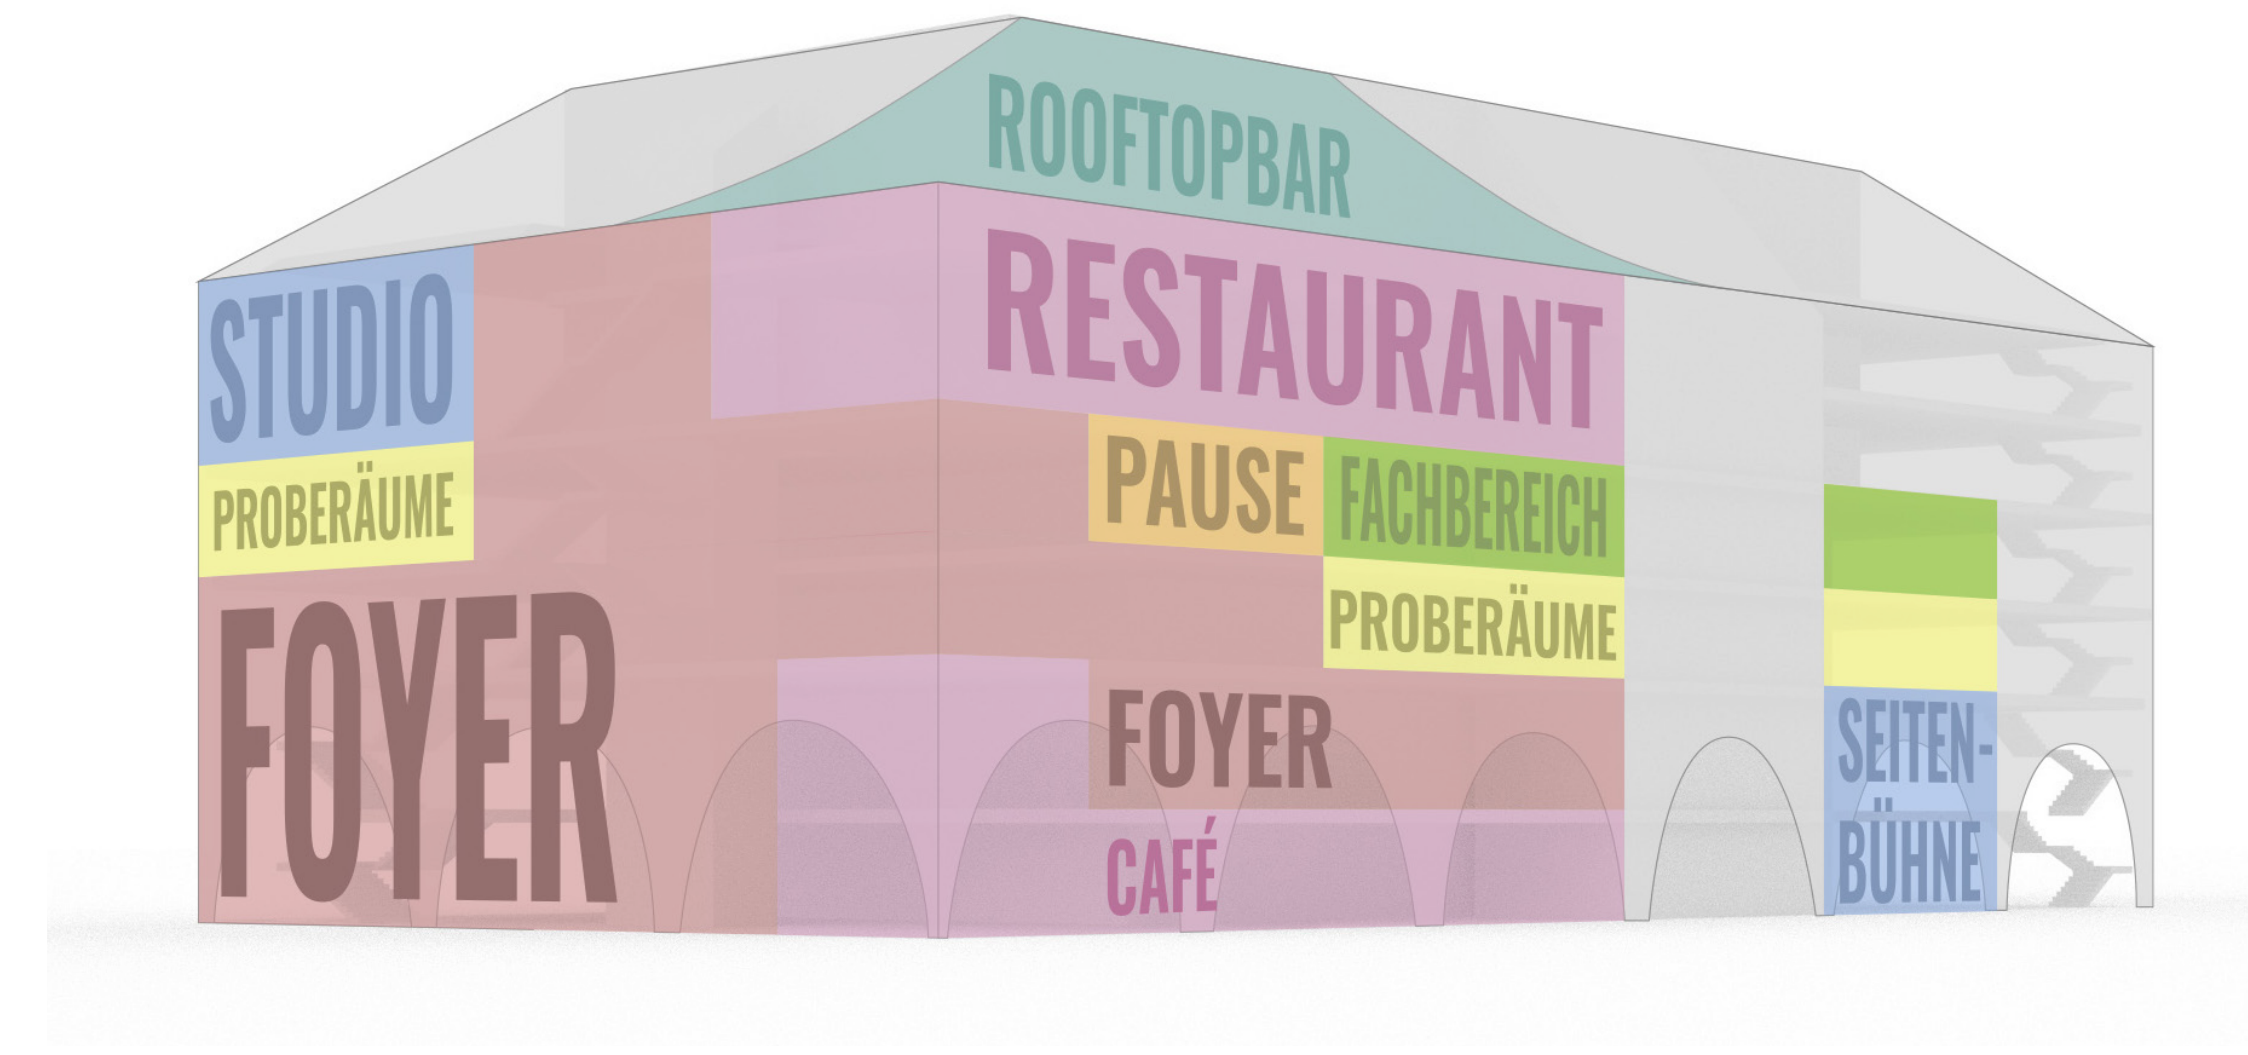 ROOFTOPBAR
RESTAURANT
STUDIO
PROBERÄUME
PAUSE
FACHBEREICH
PROBERÄUME
FOYER
FOYER
CAFÉ
SEITEN-
BÜHNE